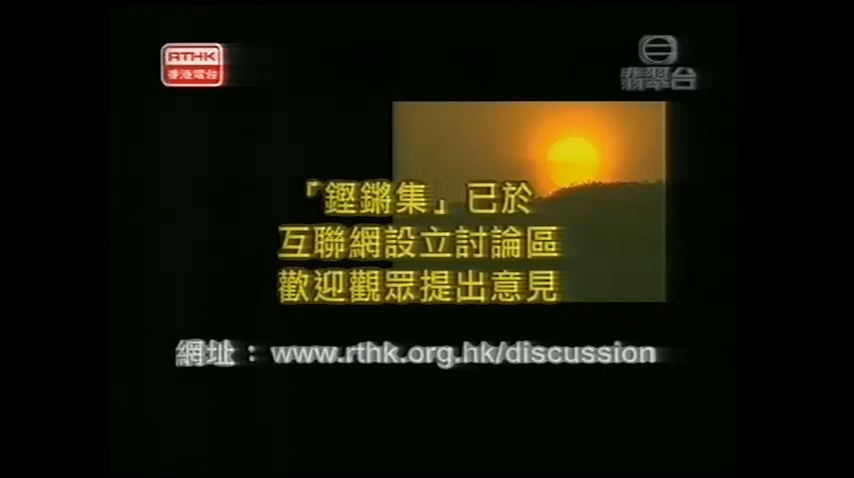 RTHK
香港電台
翡翠台
「鏗鏘集」已於
互聯網設立討論區
歡迎觀眾提出意見
網址：www.rthk.org.hk/discussion